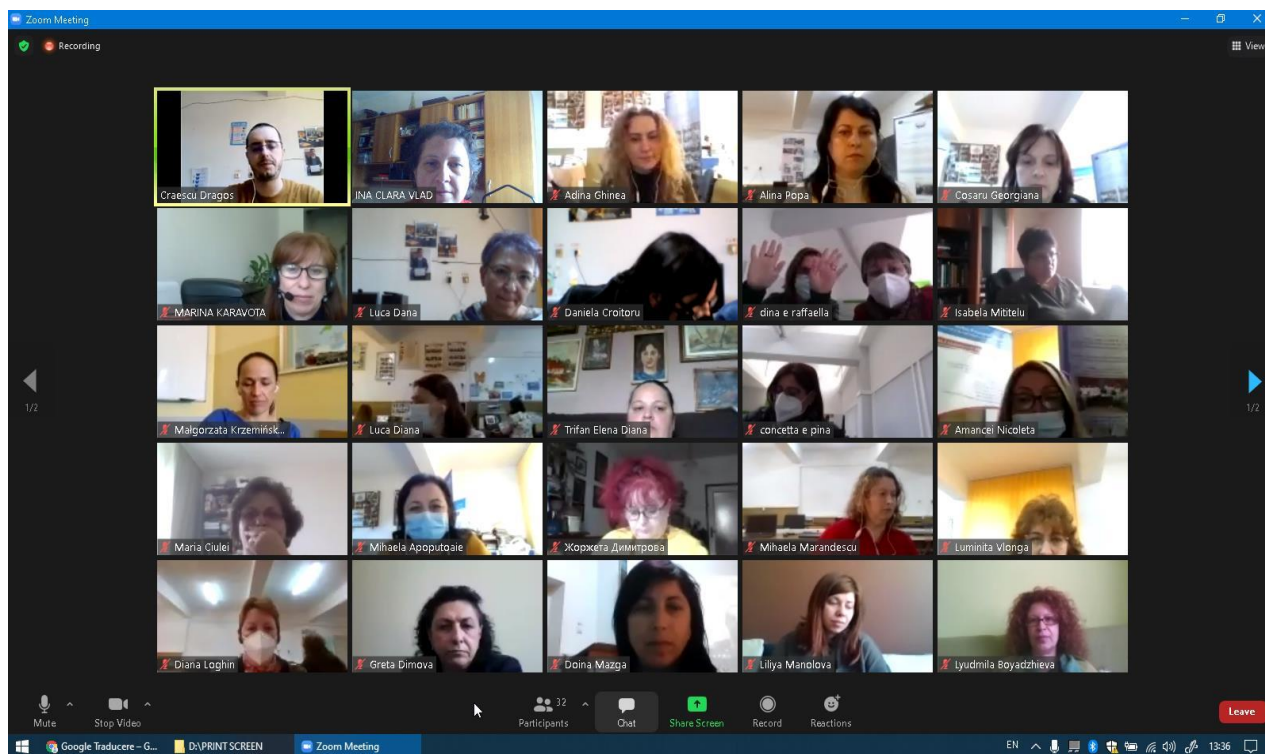 Zoom Meeting
Recording
View
Craescu Dragos
INA CLARA VLAD
Adina Ghinea
Alina Popa
Cosaru Georgiana
MARINA KARAVOTA
Luca Dana
Daniela Croitoru
dina e raffaella
Isabela Mititelu
Małgorzata Krzemińsk...
Luca Diana
Trifan Elena Diana
concetta e pina
Amancei Nicoleta
1/2
1/2
Maria Ciulei
Mihaela Apoputoaie
Жоржета Димитрова
Mihaela Marandescu
Luminita Vlonga
Diana Loghin
Greta Dimova
Doina Mazga
Liliya Manolova
Lyudmila Boyadzhieva
Mute
Stop Video
32
Participants
Chat
Share Screen
Record
Reactions
Leave
Google Traducere – G...
D:\PRINT SCREEN
Zoom Meeting
EN
13:36